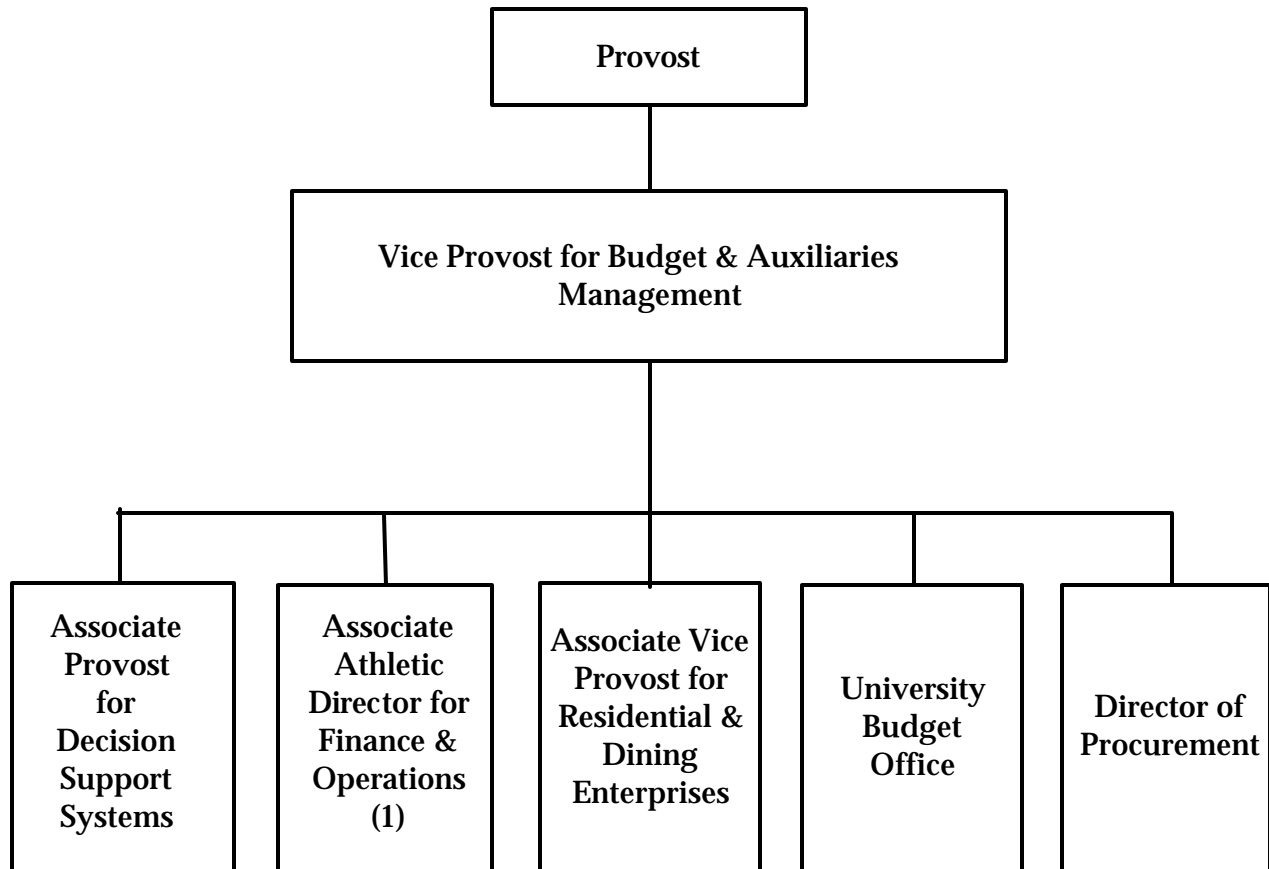 Provost
Vice Provost for Budget & Auxiliaries
Management
Associate
Provost
for
Decision
Support
Systems
Associate
Athletic
Director for
Finance &
Operations
(1)
Associate Vice
Provost for
Residential &
Dining
Enterprises
University
Budget
Office
Director of
Procurement